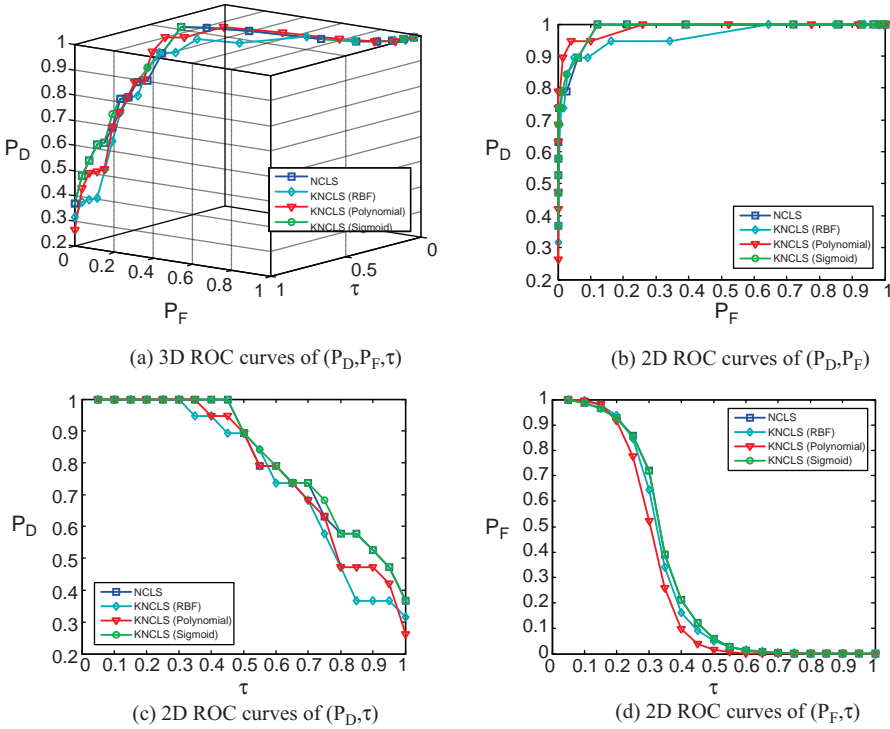 1
0.9
0.8
0.7
0.6
0.5
0.4
0.3
0.2
P_D
0
0.2
0.4
0.6
0.8
1
P_F
1
0.5
0
τ
NCLS
KNCLS (RBF)
KNCLS (Polynomial)
KNCLS (Sigmoid)
(a) 3D ROC curves of (P_D,P_F,τ)
1
0.9
0.8
0.7
0.6
0.5
0.4
0.3
0.2
P_D
0 0.1 0.2 0.3 0.4 0.5 0.6 0.7 0.8 0.9 1
P_F
NCLS
KNCLS (RBF)
KNCLS (Polynomial)
KNCLS (Sigmoid)
(b) 2D ROC curves of (P_D,P_F)
1
0.9
0.8
0.7
0.6
0.5
0.4
0.3
0.2
P_D
0 0.1 0.2 0.3 0.4 0.5 0.6 0.7 0.8 0.9 1
τ
NCLS
KNCLS (RBF)
KNCLS (Polynomial)
KNCLS (Sigmoid)
(c) 2D ROC curves of (P_D,τ)
1
0.9
0.8
0.7
0.6
0.5
0.4
0.3
0.2
0.1
0
P_F
0 0.1 0.2 0.3 0.4 0.5 0.6 0.7 0.8 0.9 1
τ
NCLS
KNCLS (RBF)
KNCLS (Polynomial)
KNCLS (Sigmoid)
(d) 2D ROC curves of (P_F,τ)